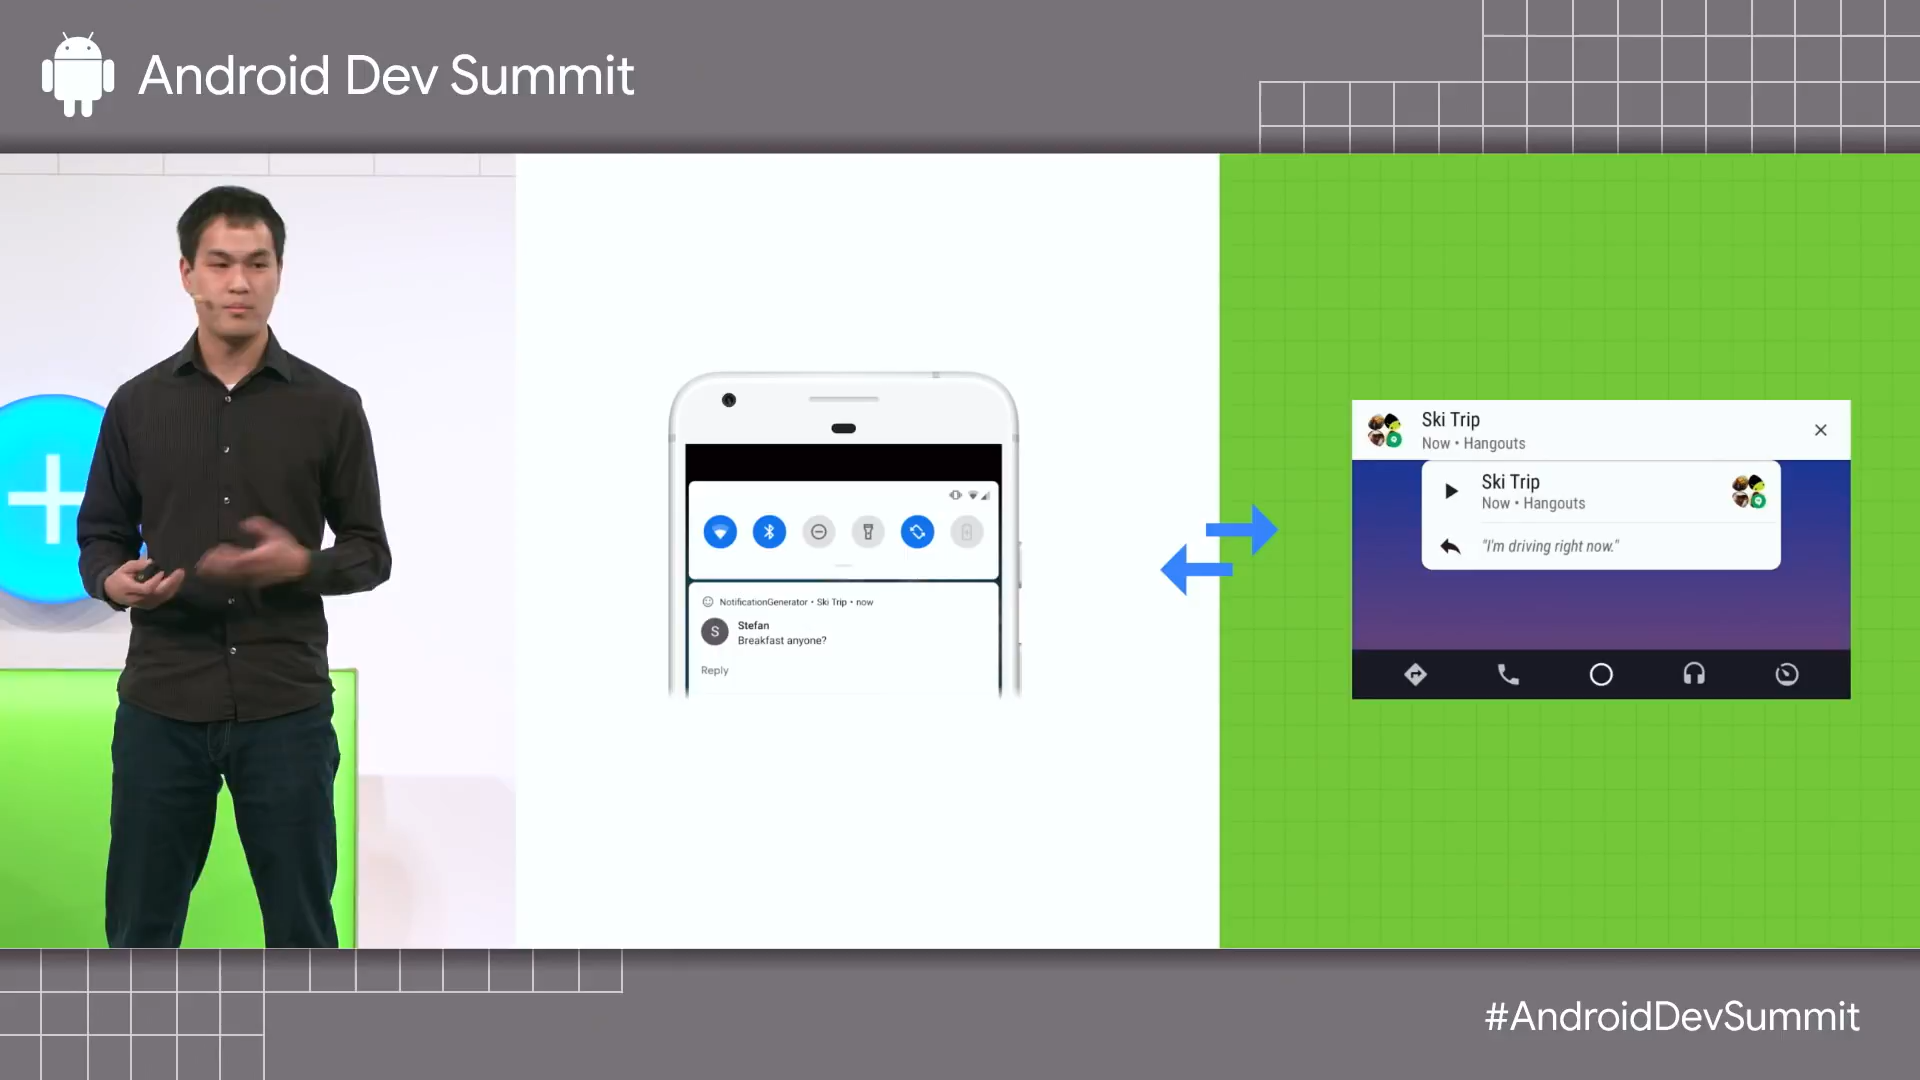 Android Dev Summit
NotificationGenerator • Ski Trip • now
S
Stefan
Breakfast anyone?
Reply
Ski Trip
Now • Hangouts
Ski Trip
Now • Hangouts
"I'm driving right now."
#AndroidDevSummit